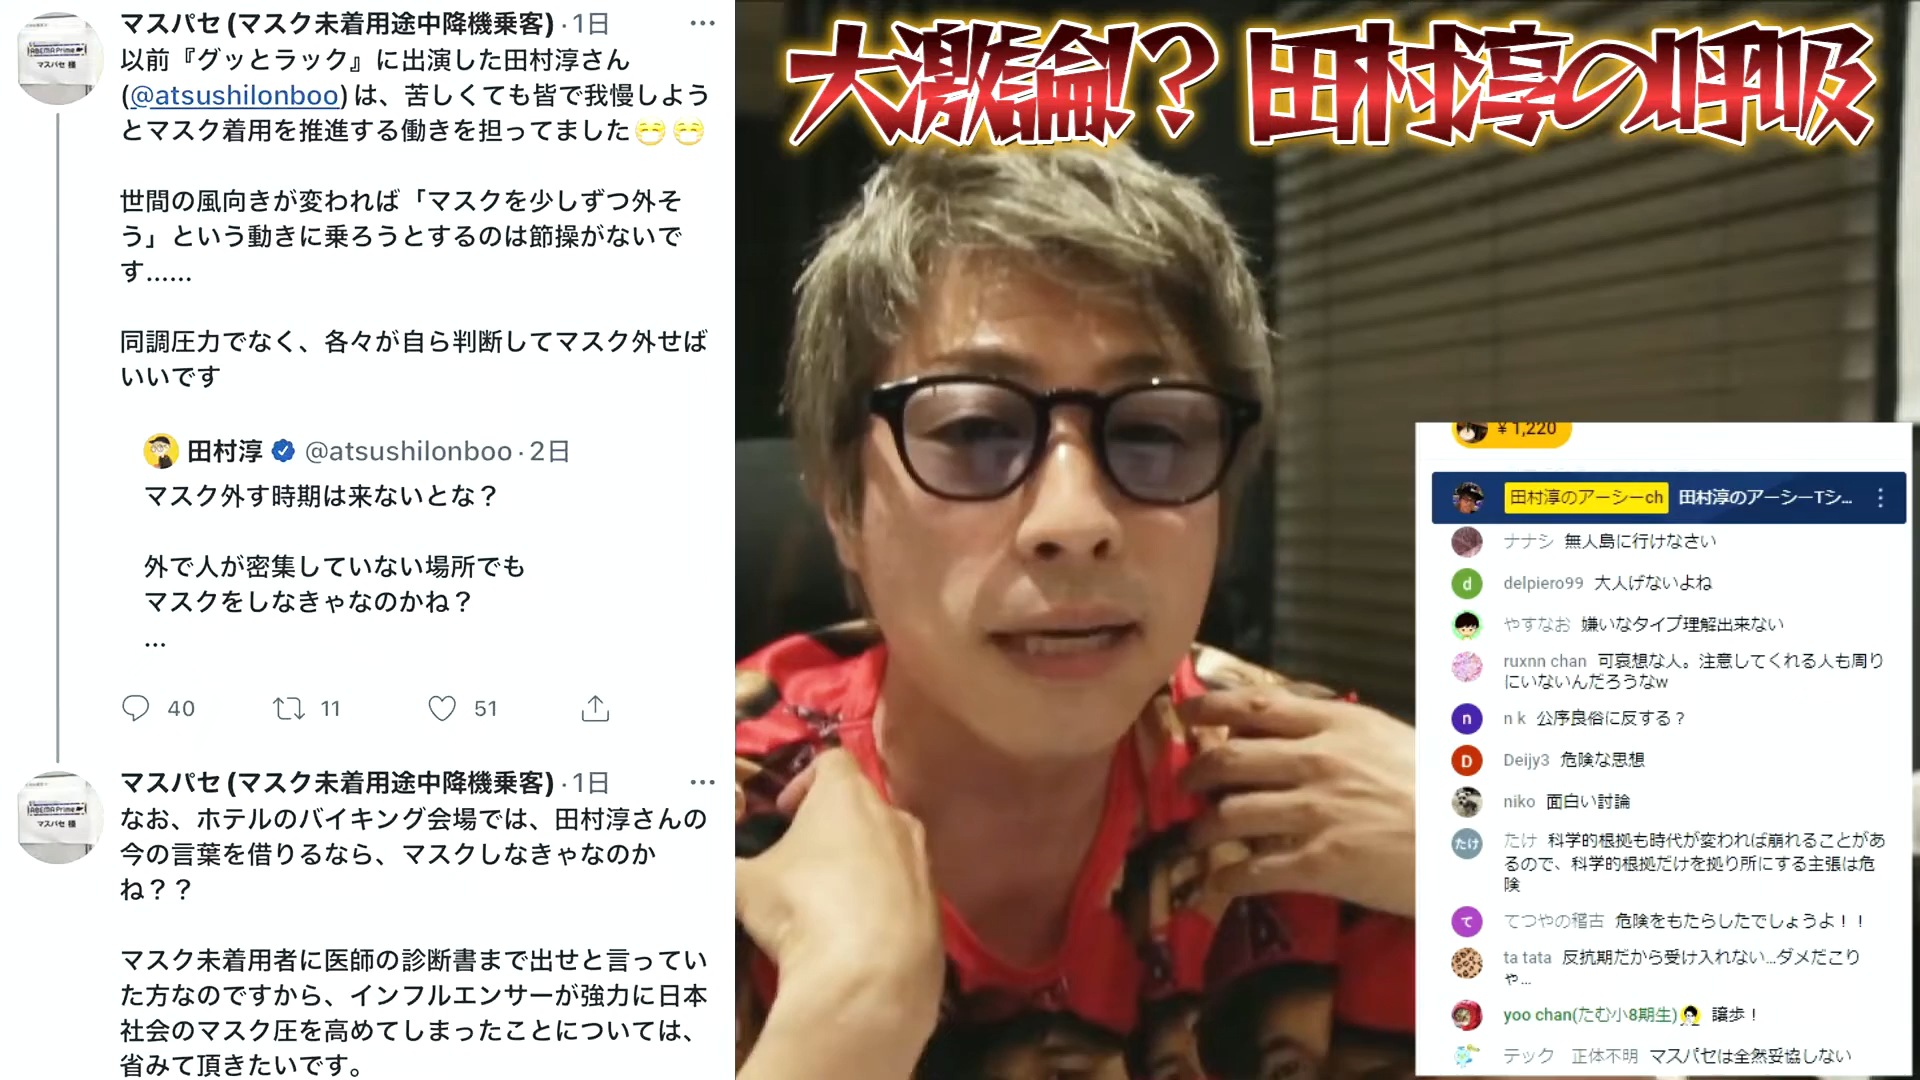 マスパセ (マスク未着用途中降機乗客) · 1日
以前『グッとラック』に出演した田村淳さん
(@atsushilonboo)は、苦しくても皆で我慢しよう
とマスク着用を推進する働きを担ってました😷😷
世間の風向きが変われば「マスクを少しずつ外そ
う」という動きに乗ろうとするのは節操がないで
す……
同調圧力でなく、各々が自ら判断してマスク外せば
いいです
田村淳 @atsushilonboo · 2日
マスク外す時期は来ないとな？
外で人が密集していない場所でも
マスクをしなきゃなのかね？
…
40 11 51
マスパセ (マスク未着用途中降機乗客) · 1日
なお、ホテルのバイキング会場では、田村淳さんの
今の言葉を借りるなら、マスクしなきゃなのか
ね？？
マスク未着用者に医師の診断書まで出せと言ってい
た方なのですから、インフルエンサーが強力に日本
社会のマスク圧を高めてしまったことについては、
省みて頂きたいです。
ABEMA Prime
マスパセ 様
ABEMA Prime
マスパセ 様
大激論!? 田村淳の呼吸
￥1,220
田村淳のアーシーch 田村淳のアーシーTシ...
ナナシ 無人島に行けなさい
d delpiero99 大人げないよね
やすなお 嫌いなタイプ理解出来ない
ruxnn chan 可哀想な人。注意してくれる人も周り
にいないんだろうなw
n n k 公序良俗に反する？
D Deijy3 危険な思想
niko 面白い討論
たけ たけ 科学的根拠も時代が変われば崩れることがあ
るので、科学的根拠だけを拠り所にする主張は危
険
て てつやの稽古 危険をもたらしたでしょうよ！！
ta tata 反抗期だから受け入れない...ダメだこり
ゃ...
yoo chan(たむ小8期生) 譲歩！
テック 正体不明 マスパセは全然妥協しない